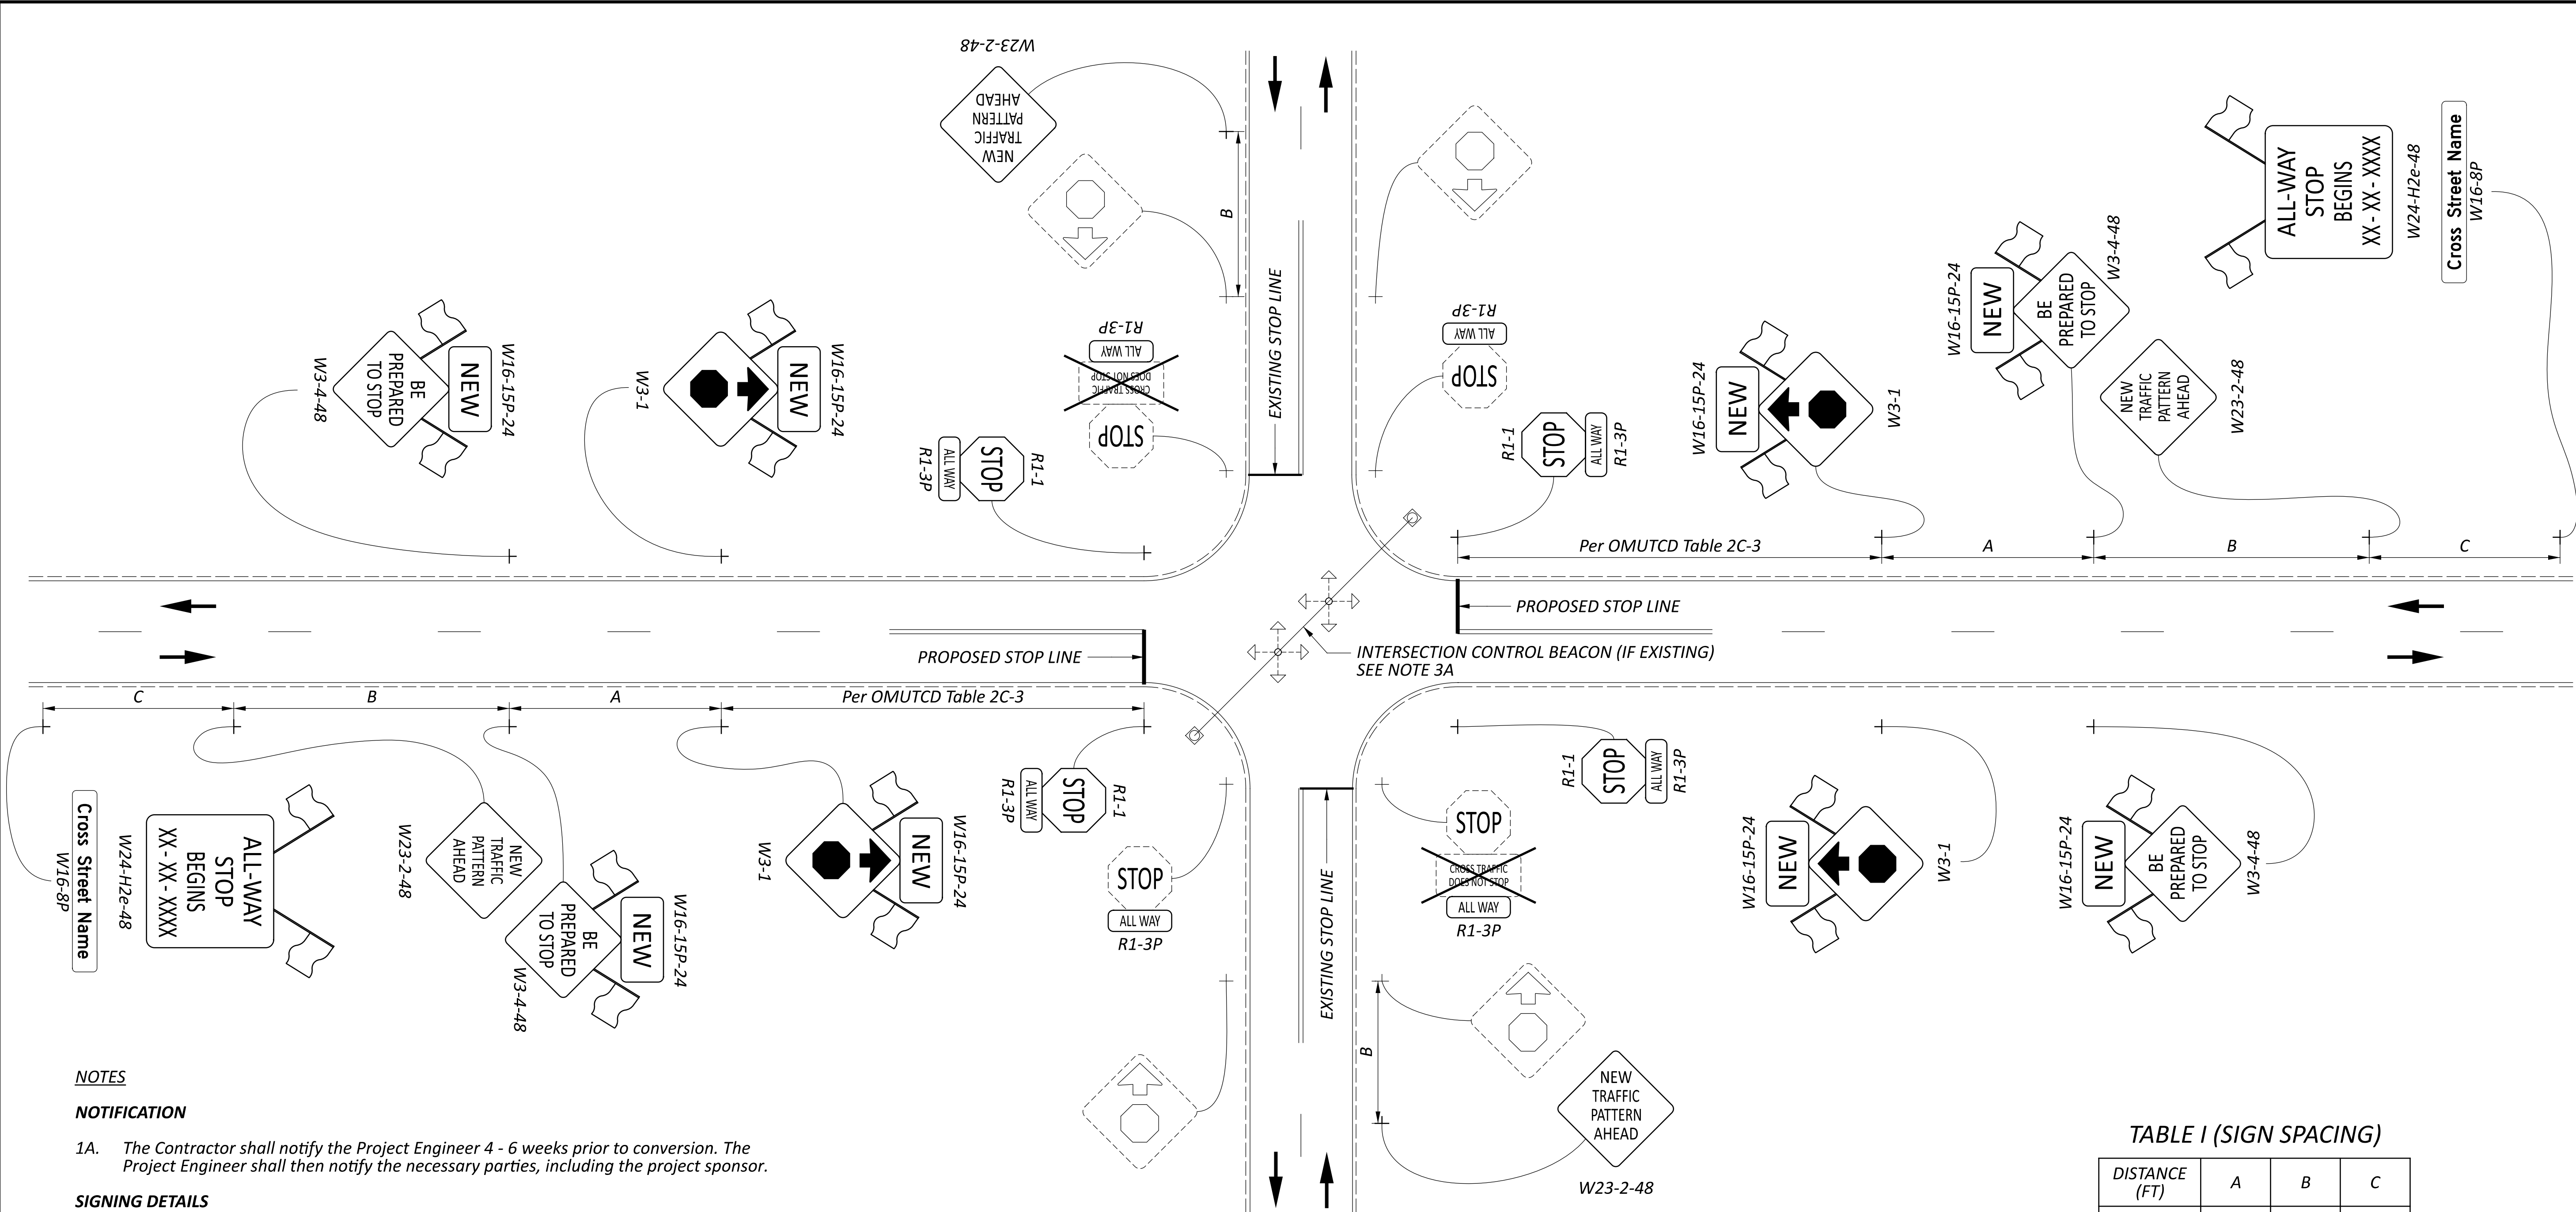 W23-2-48
NEW
TRAFFIC
PATTERN
AHEAD
B
EXISTING STOP LINE
R1-3P
ALL WAY
CROSS TRAFFIC
DOES NOT STOP
STOP
R1-3P
ALL WAY
STOP
W3-4-48
BE
PREPARED
TO STOP
NEW
W16-15P-24
W3-1
NEW
W16-15P-24
R1-3P
ALL WAY
STOP
R1-1
R1-1
STOP
ALL WAY
R1-3P
W16-15P-24
NEW
W3-1
W16-15P-24
NEW
BE
PREPARED
TO STOP
W3-4-48
NEW
TRAFFIC
PATTERN
AHEAD
W23-2-48
ALL-WAY
STOP
BEGINS
XX - XX - XXXX
W24-H2e-48
Cross Street Name
W16-8P
Per OMUTCD Table 2C-3
A
B
C
PROPOSED STOP LINE
PROPOSED STOP LINE
INTERSECTION CONTROL BEACON (IF EXISTING)
SEE NOTE 3A
C
B
A
Per OMUTCD Table 2C-3
Cross Street Name
W16-8P
ALL-WAY
STOP
BEGINS
XX - XX - XXXX
W24-H2e-48
NEW
TRAFFIC
PATTERN
AHEAD
W23-2-48
BE
PREPARED
TO STOP
W3-4-48
NEW
W16-15P-24
W3-1
NEW
W16-15P-24
R1-3P
ALL WAY
STOP
R1-1
STOP
ALL WAY
R1-3P
EXISTING STOP LINE
STOP
CROSS TRAFFIC
DOES NOT STOP
ALL WAY
R1-3P
R1-1
STOP
ALL WAY
R1-3P
W16-15P-24
NEW
W3-1
W16-15P-24
NEW
BE
PREPARED
TO STOP
W3-4-48
B
NEW
TRAFFIC
PATTERN
AHEAD
W23-2-48
NOTES
NOTIFICATION
1A. The Contractor shall notify the Project Engineer 4 - 6 weeks prior to conversion. The
Project Engineer shall then notify the necessary parties, including the project sponsor.
SIGNING DETAILS
TABLE I (SIGN SPACING)
DISTANCE
(FT)
A
B
C